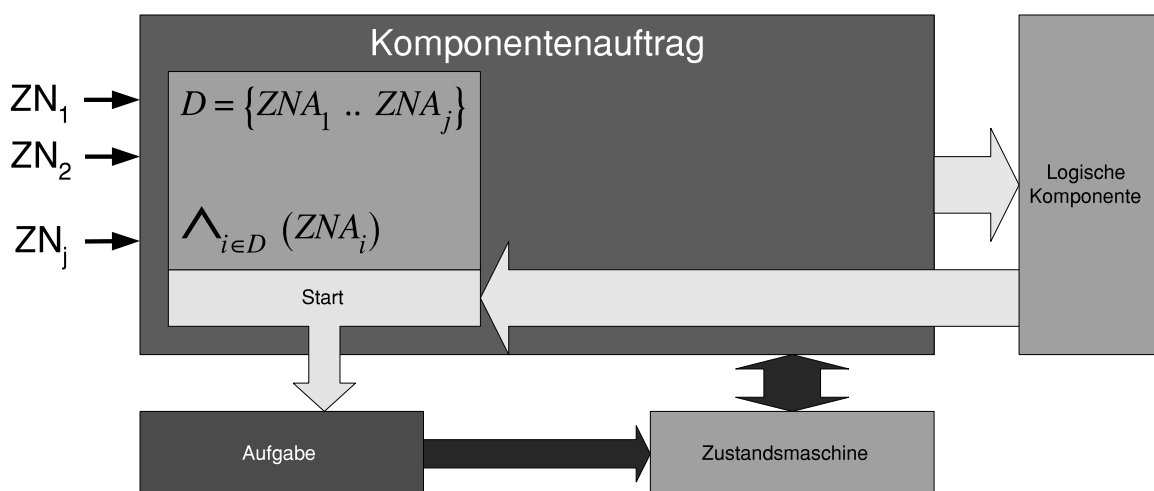 Komponentenauftrag
D = {ZNA₁ .. ZNAⱼ}
ZN₁
ZN₂
Logische
Komponente
⋀ᵢ∈D (ZNAᵢ)
ZNⱼ
Start
Aufgabe
Zustandsmaschine